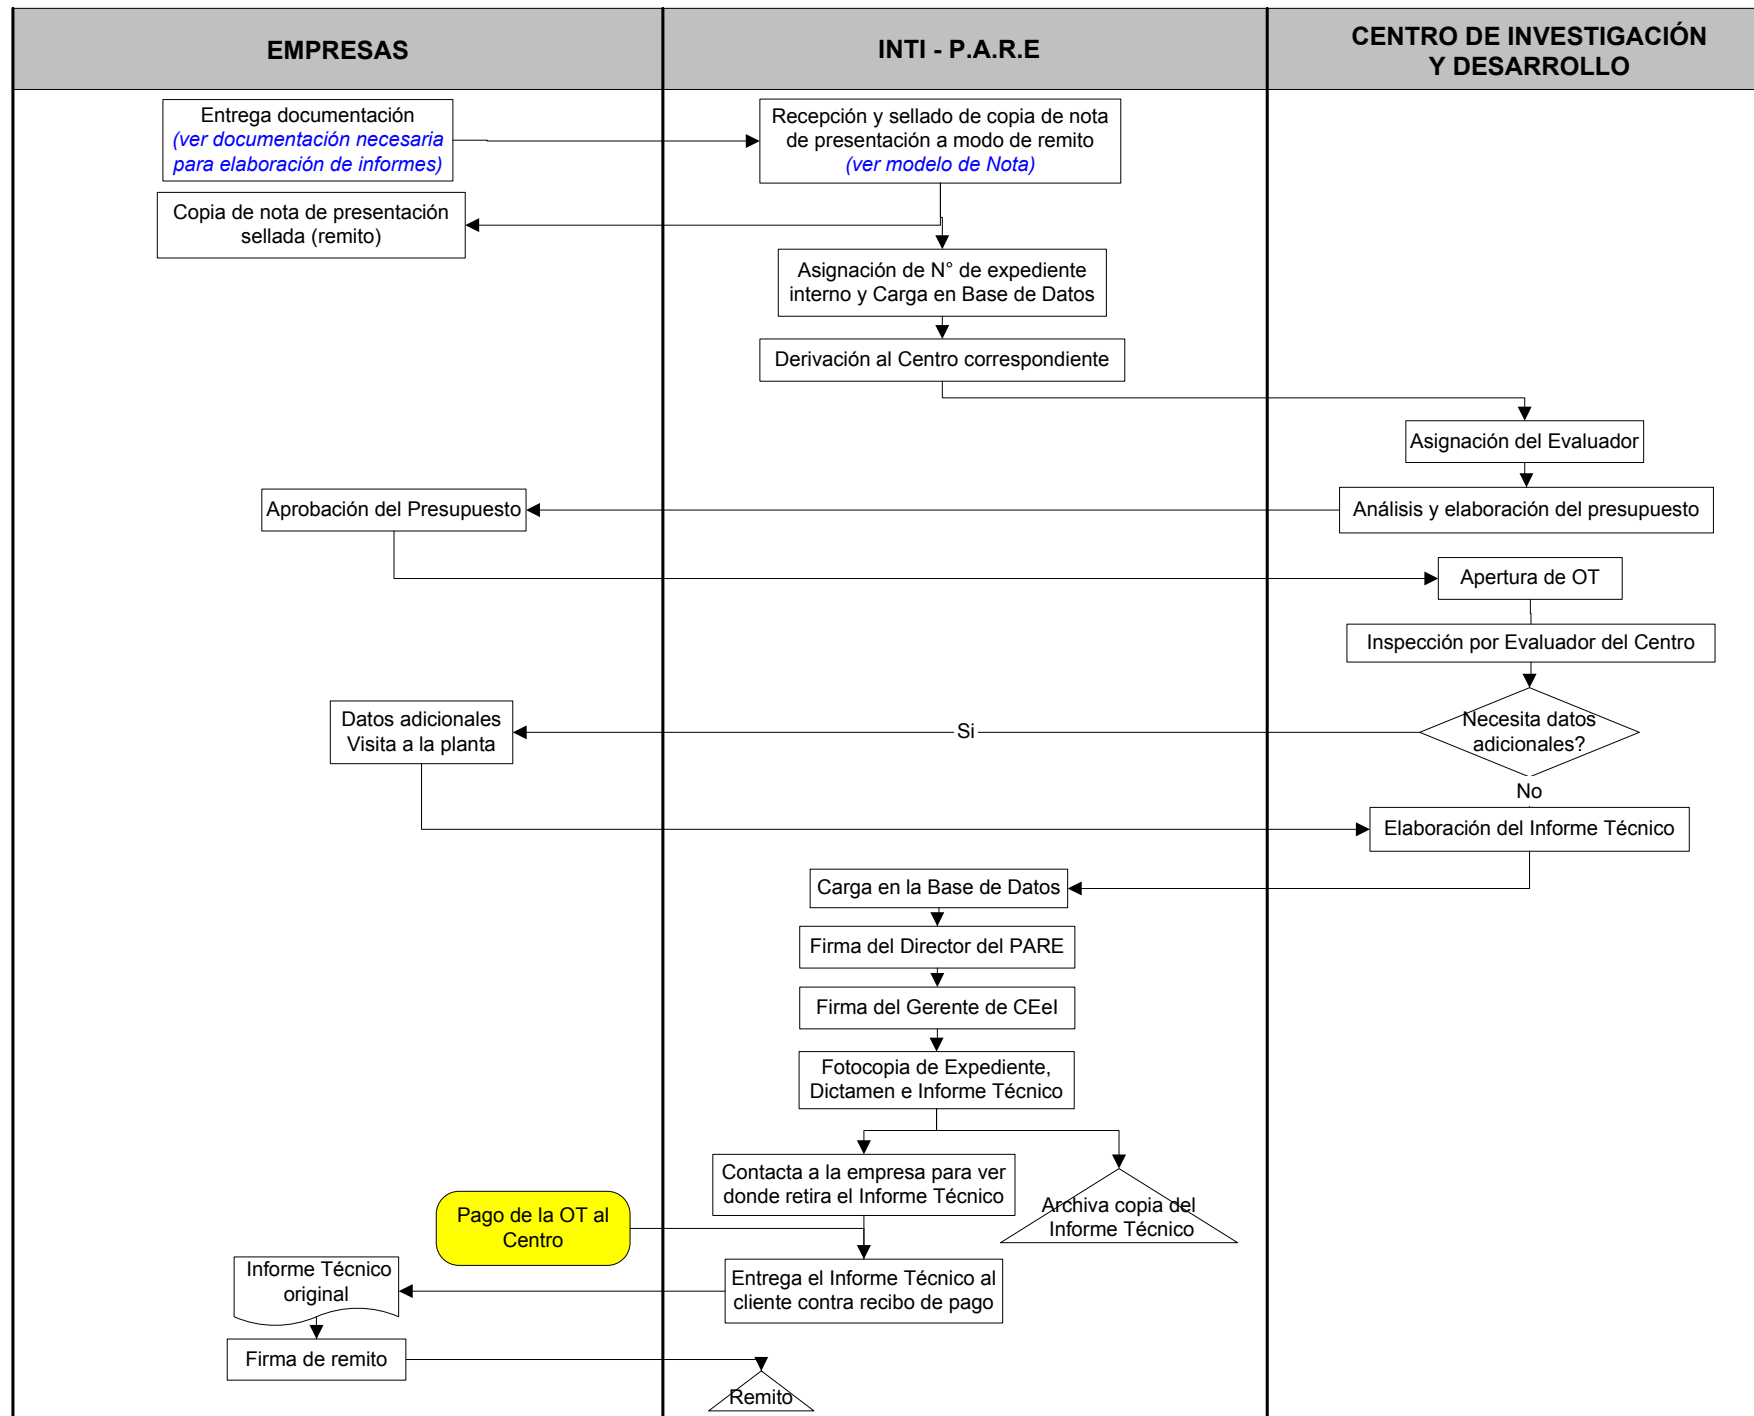 EMPRESAS
INTI - P.A.R.E
CENTRO DE INVESTIGACIÓN
Y DESARROLLO
Entrega documentación
(ver documentación necesaria
para elaboración de informes)
Recepción y sellado de copia de nota
de presentación a modo de remito
(ver modelo de Nota)
Copia de nota de presentación
sellada (remito)
Asignación de N° de expediente
interno y Carga en Base de Datos
Derivación al Centro correspondiente
Asignación del Evaluador
Análisis y elaboración del presupuesto
Aprobación del Presupuesto
Apertura de OT
Inspección por Evaluador del Centro
Necesita datos
adicionales?
Si
Datos adicionales
Visita a la planta
No
Elaboración del Informe Técnico
Carga en la Base de Datos
Firma del Director del PARE
Firma del Gerente de CEeI
Fotocopia de Expediente,
Dictamen e Informe Técnico
Contacta a la empresa para ver
donde retira el Informe Técnico
Archiva copia del
Informe Técnico
Pago de la OT al
Centro
Entrega el Informe Técnico al
cliente contra recibo de pago
Informe Técnico
original
Firma de remito
Remito